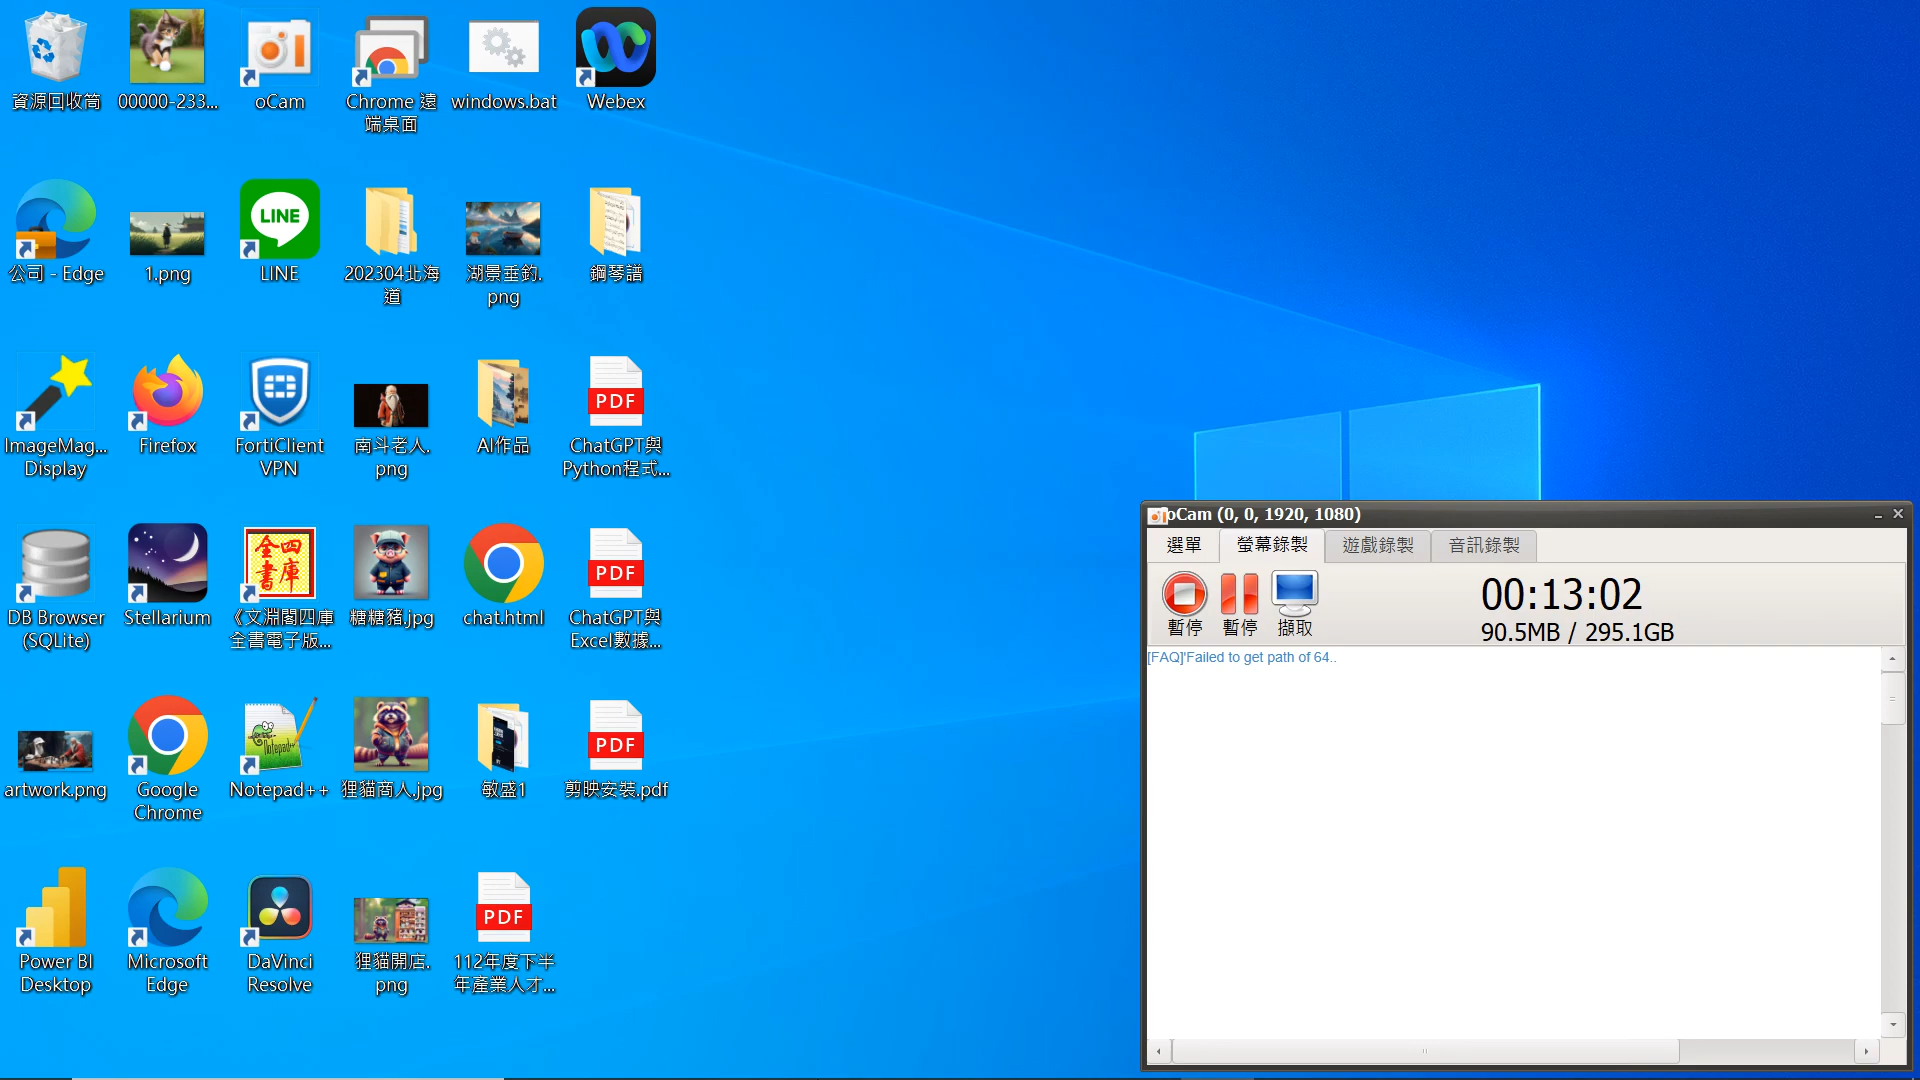 資源回收筒
00000-233...
oCam
Chrome 遠
端桌面
windows.bat
Webex
公司 - Edge
1.png
LINE
LINE
202304北海
道
湖景垂釣.
png
鋼琴譜
ImageMag...
Display
Firefox
FortiClient
VPN
南斗老人.
png
AI作品
PDF
ChatGPT與
Python程式...
DB Browser
(SQLite)
Stellarium
四庫
全書
《文淵閣四庫
全書電子版...
糖糖豬.jpg
chat.html
PDF
ChatGPT與
Excel數據...
artwork.png
Google
Chrome
Notepad++
Notepad++
狸貓商人.jpg
敏盛1
PDF
剪映安裝.pdf
Power BI
Desktop
Microsoft
Edge
DaVinci
Resolve
狸貓開店.
png
PDF
112年度下半
年產業人才...
oCam (0, 0, 1920, 1080)
選單
螢幕錄製
遊戲錄製
音訊錄製
暫停
暫停
擷取
00:13:02
90.5MB / 295.1GB
[FAQ]'Failed to get path of 64..